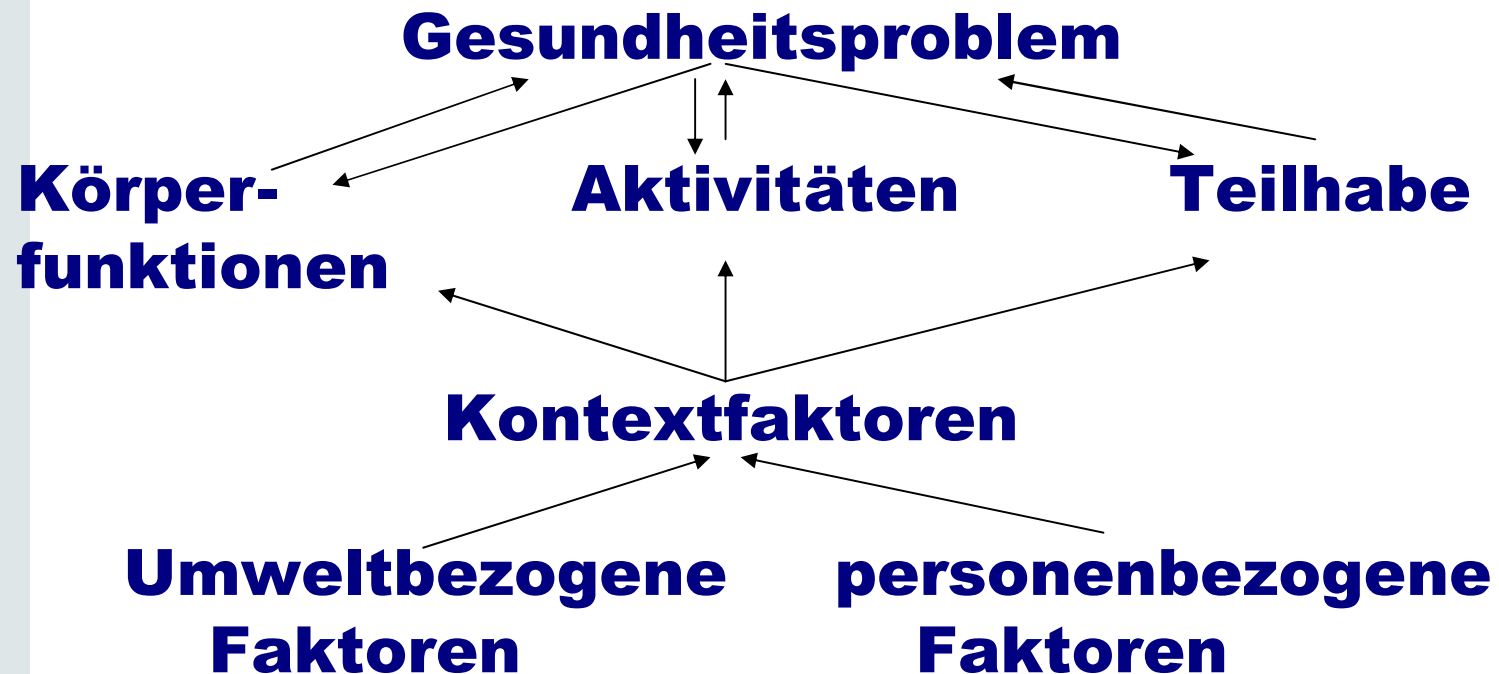 Gesundheitsproblem
Körper- Aktivitäten Teilhabe
funktionen
Kontextfaktoren
Umweltbezogene personenbezogene
Faktoren Faktoren